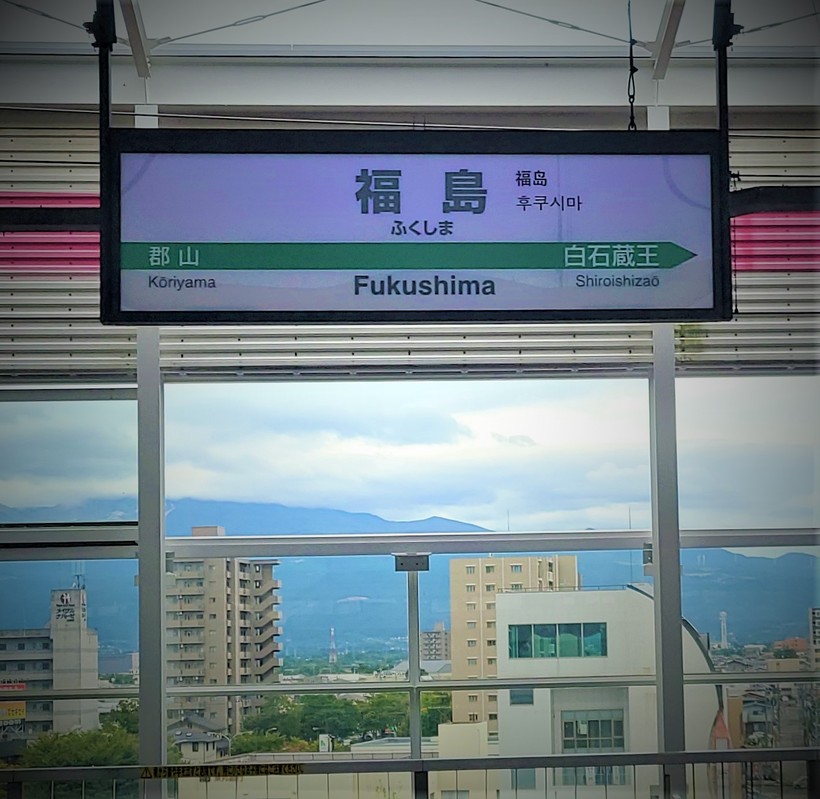 福島
福岛
후쿠시마
ふくしま
郡山
白石蔵王
Kōriyama
Fukushima
Shiroishizaō